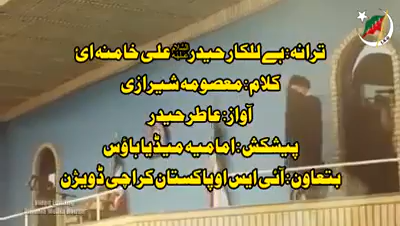 ترانہ: ہے للکار حیدر علی خامنہ ای
کلام: معصومہ شیرازی
آواز: عاطر حیدر
پیشکش: امامیہ میڈیا ہاؤس
بتعاون: آئی ایس او پاکستان کراچی ڈویژن